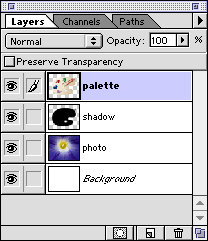 Layers Channels Paths
Normal Opacity: 100 %
Preserve Transparency
palette
shadow
photo
Background